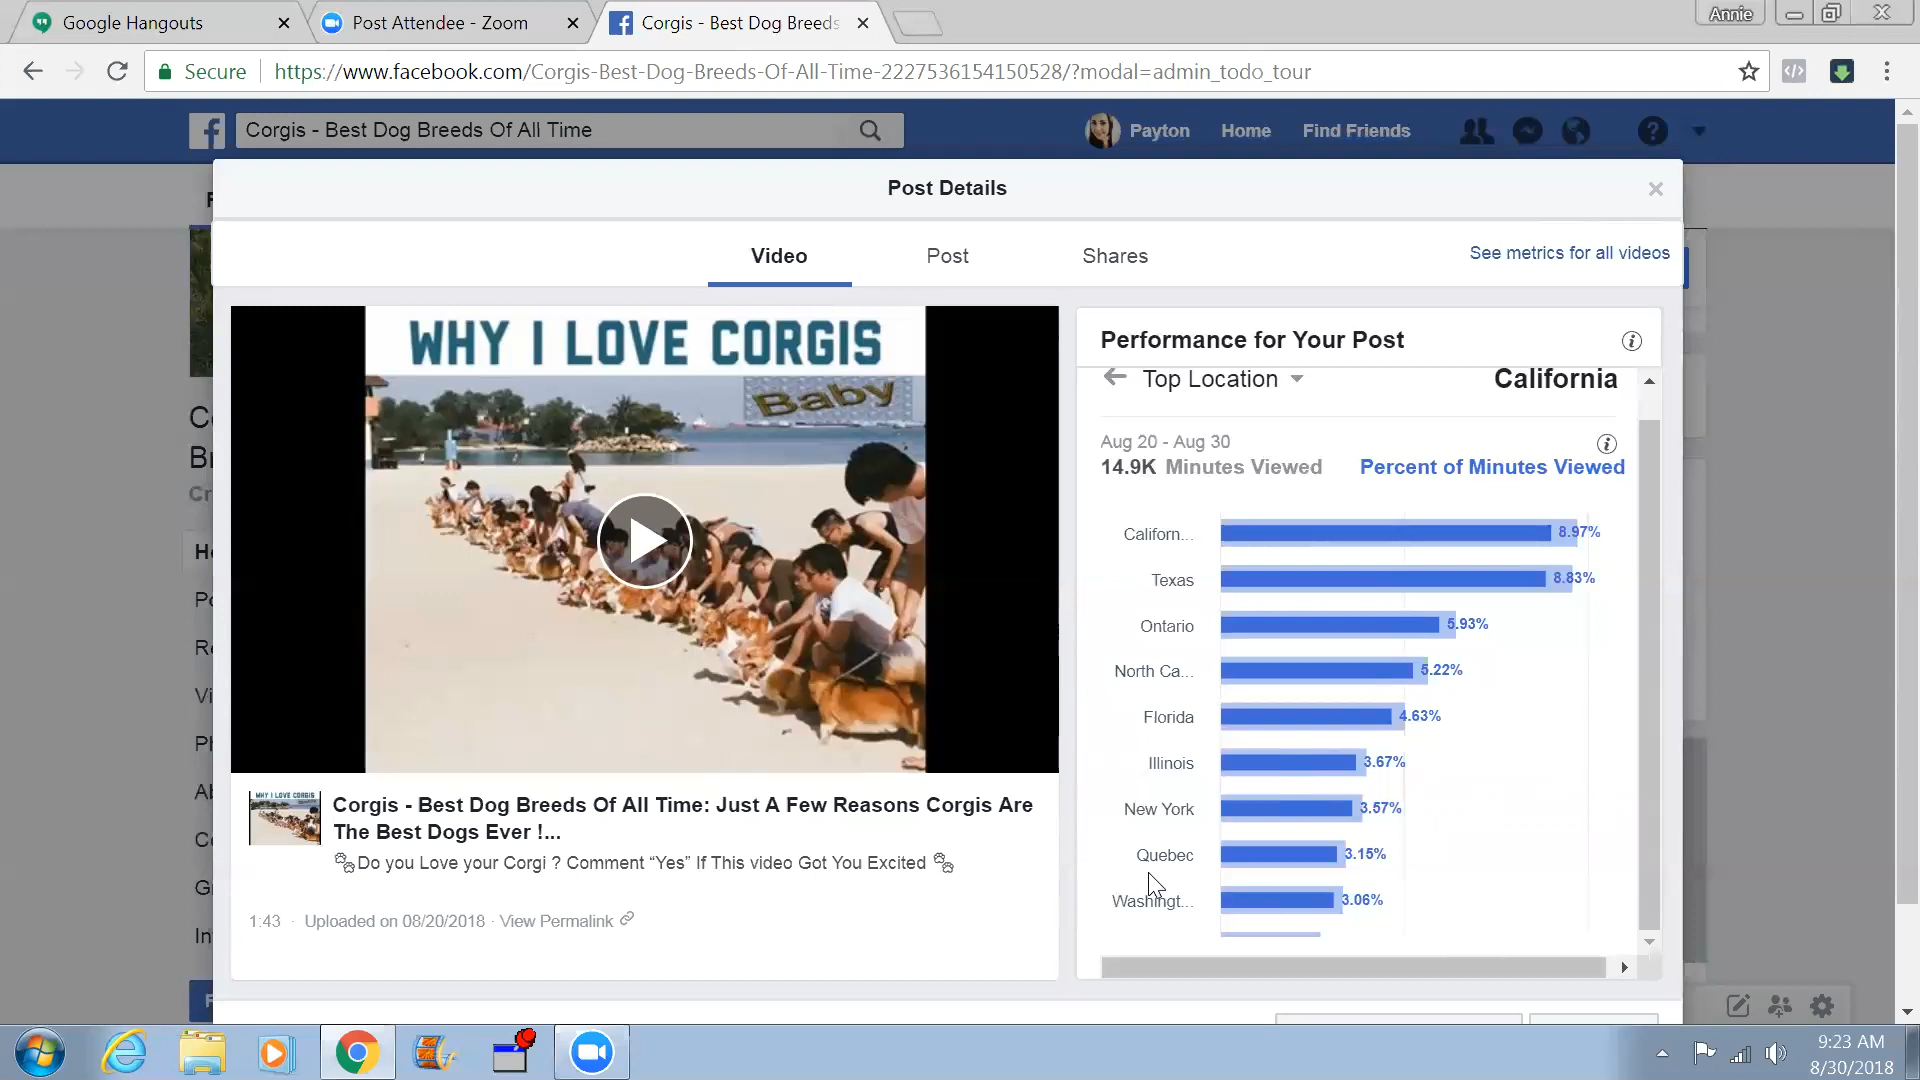 Google Hangouts
Post Attendee - Zoom
Corgis - Best Dog Breeds
Annie
Secure
https://www.facebook.com/Corgis-Best-Dog-Breeds-Of-All-Time-2227536154150528/?modal=admin_todo_tour
Corgis - Best Dog Breeds Of All Time
Payton
Home
Find Friends
Post Details
Video
Post
Shares
See metrics for all videos
WHY I LOVE CORGIS
Baby
Performance for Your Post
Top Location
California
Aug 20 - Aug 30
14.9K Minutes Viewed
Percent of Minutes Viewed
Californ... 8.97%
Texas 8.83%
Ontario 5.93%
North Ca... 5.22%
Florida 4.63%
Illinois 3.67%
New York 3.57%
Quebec 3.15%
Washingt... 3.06%
WHY I LOVE CORGIS
Corgis - Best Dog Breeds Of All Time: Just A Few Reasons Corgis Are
The Best Dogs Ever !...
Do you Love your Corgi ? Comment “Yes” If This video Got You Excited
1:43 · Uploaded on 08/20/2018 · View Permalink
9:23 AM
8/30/2018